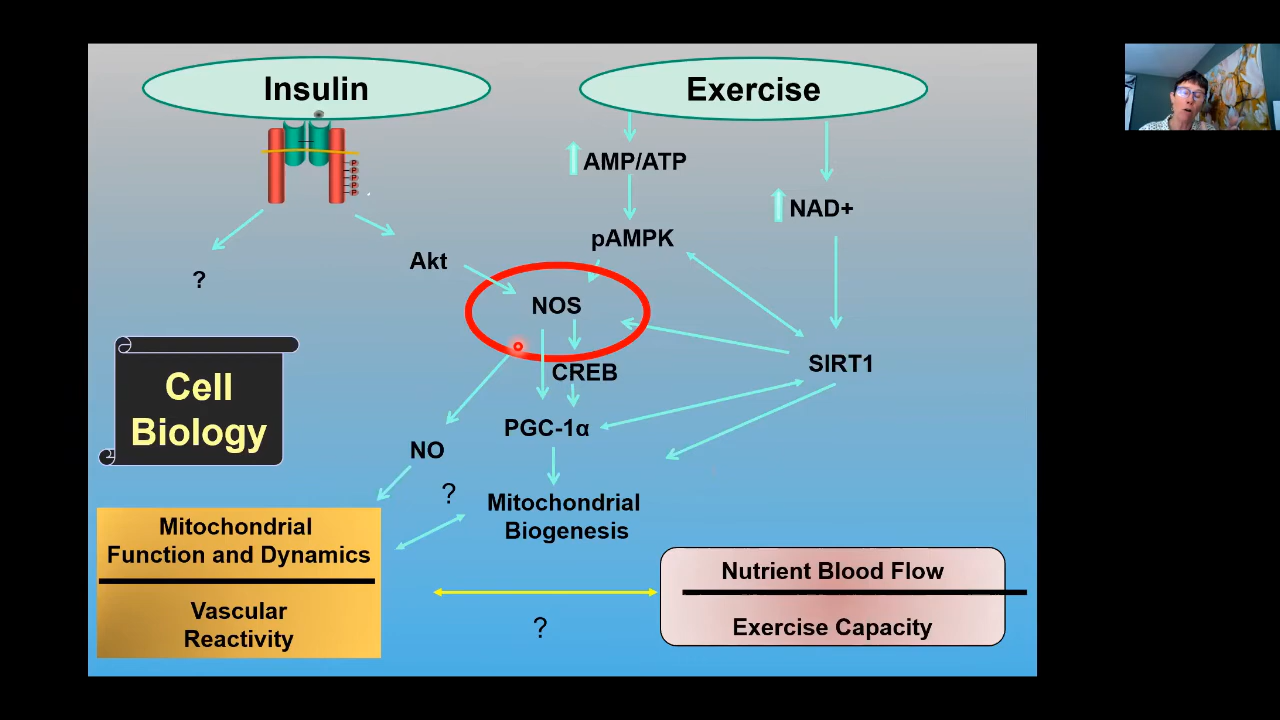 Insulin
Exercise
AMP/ATP
NAD+
pAMPK
P
P
P
P
P
Akt
?
NOS
SIRT1
CREB
Cell
Biology
PGC-1α
NO
?
Mitochondrial
Biogenesis
Mitochondrial
Function and Dynamics
Vascular
Reactivity
?
Nutrient Blood Flow
Exercise Capacity